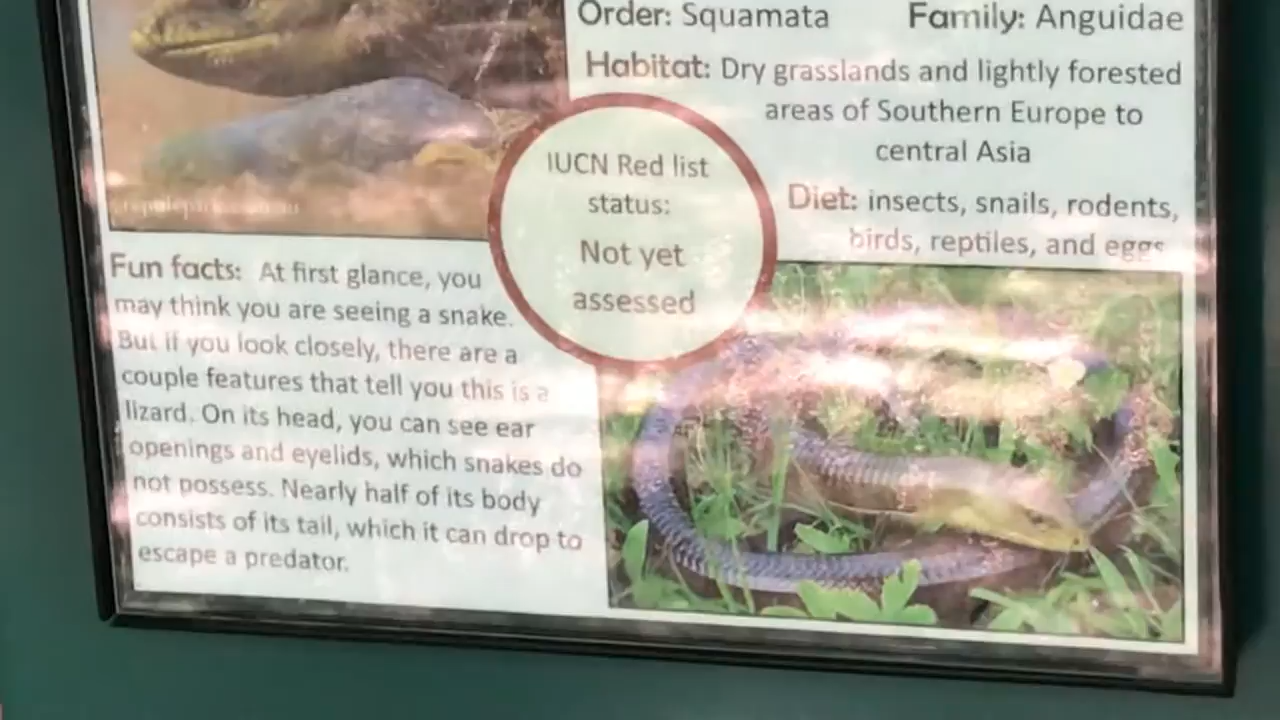 Order: Squamata Family: Anguidae
Habitat: Dry grasslands and lightly forested
areas of Southern Europe to
central Asia
IUCN Red list
status:
Not yet
assessed
Diet: insects, snails, rodents,
birds, reptiles, and eggs
Fun facts: At first glance, you
may think you are seeing a snake.
But if you look closely, there are a
couple features that tell you this is a
lizard. On its head, you can see ear
openings and eyelids, which snakes do
not possess. Nearly half of its body
consists of its tail, which it can drop to
escape a predator.